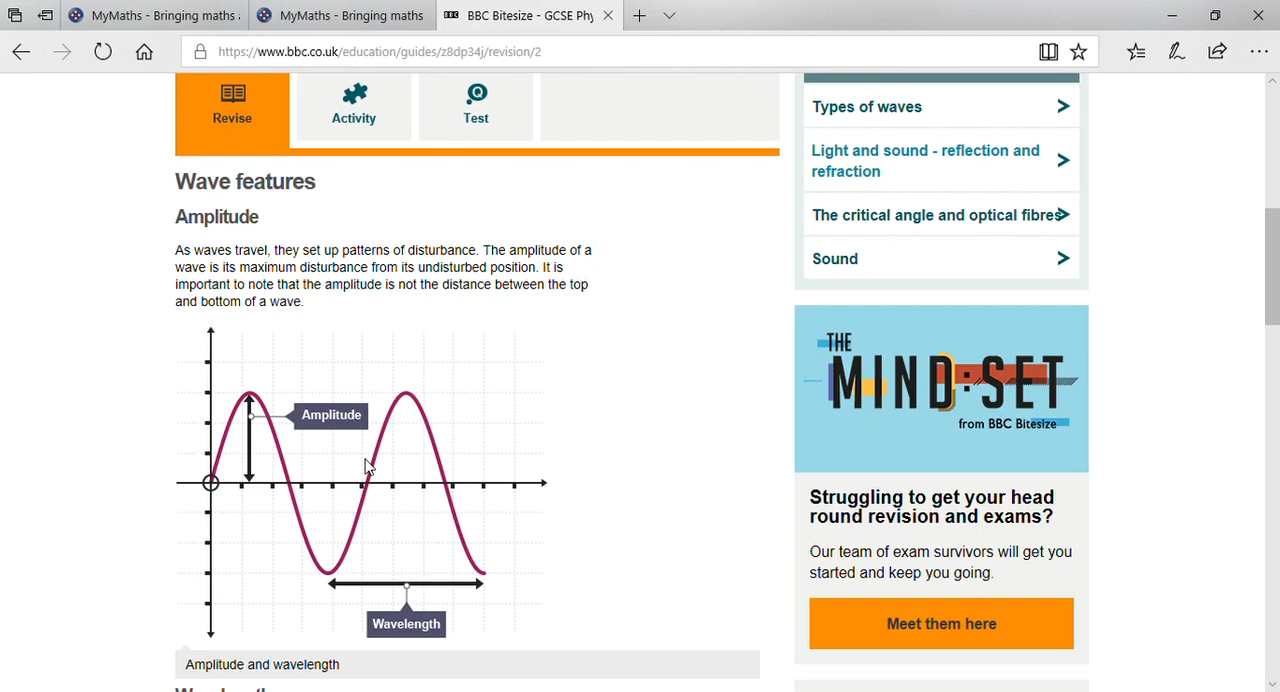 MyMaths - Bringing maths
MyMaths - Bringing maths
BBC Bitesize - GCSE Phy
https://www.bbc.co.uk/education/guides/z8dp34j/revision/2
Revise
Activity
Test
Wave features
Amplitude
As waves travel, they set up patterns of disturbance. The amplitude of a
wave is its maximum disturbance from its undisturbed position. It is
important to note that the amplitude is not the distance between the top
and bottom of a wave.
Amplitude
Wavelength
Amplitude and wavelength
Types of waves
Light and sound - reflection and
refraction
The critical angle and optical fibres
Sound
THE
MIND:SET
from BBC Bitesize
Struggling to get your head
round revision and exams?
Our team of exam survivors will get you
started and keep you going.
Meet them here